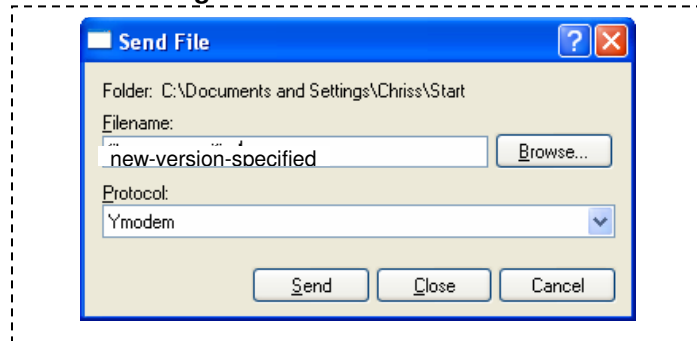 Send File
Folder: C:\Documents and Settings\Chriss\Start
Filename:
new-version-specified
Browse...
Protocol:
Ymodem
Send Close Cancel